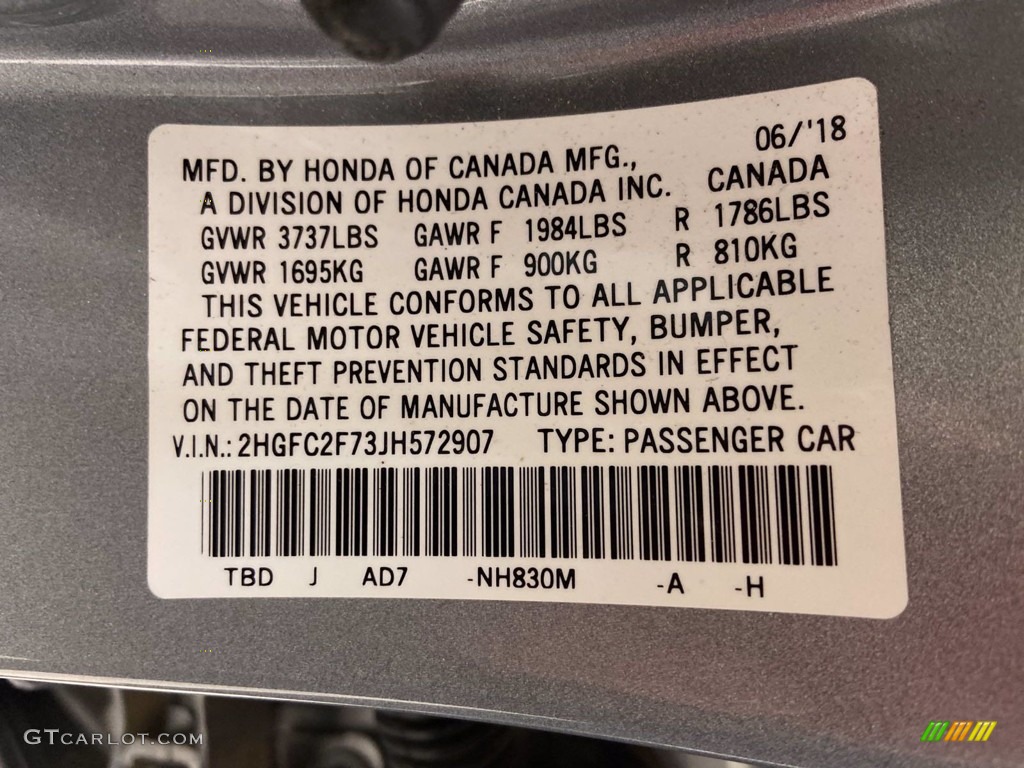 06/'18
MFD. BY HONDA OF CANADA MFG.,
A DIVISION OF HONDA CANADA INC. CANADA
GVWR 3737LBS GAWR F 1984LBS R 1786LBS
GVWR 1695KG GAWR F 900KG R 810KG
THIS VEHICLE CONFORMS TO ALL APPLICABLE
FEDERAL MOTOR VEHICLE SAFETY, BUMPER,
AND THEFT PREVENTION STANDARDS IN EFFECT
ON THE DATE OF MANUFACTURE SHOWN ABOVE.
V.I.N.: 2HGFC2F73JH572907 TYPE: PASSENGER CAR
TBD J AD7 -NH830M -A -H
GTCARLOT.COM